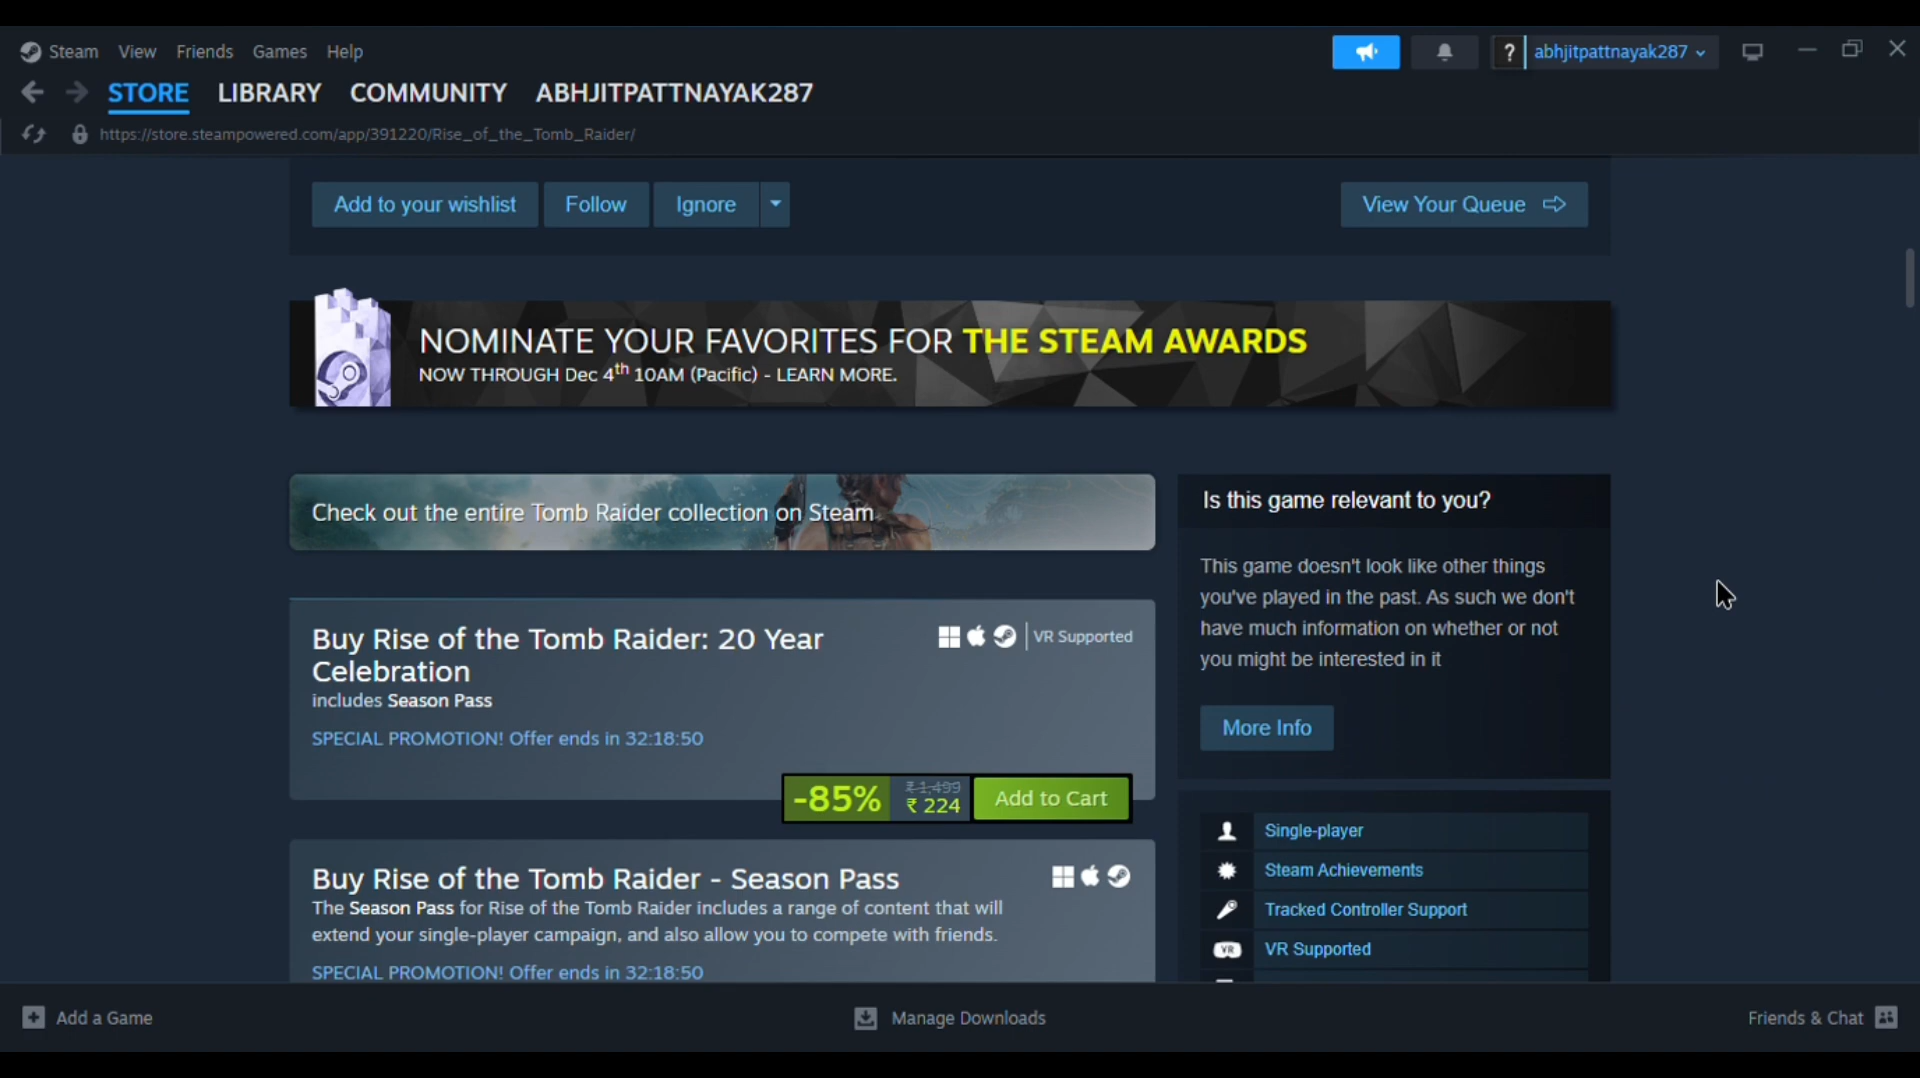 Steam View Friends Games Help
? abhjitpattnayak287
STORE LIBRARY COMMUNITY ABHJITPATTNAYAK287
https://store.steampowered.com/app/391220/Rise_of_the_Tomb_Raider/
Add to your wishlist Follow Ignore View Your Queue
NOMINATE YOUR FAVORITES FOR THE STEAM AWARDS
NOW THROUGH Dec 4th 10AM (Pacific) - LEARN MORE.
Check out the entire Tomb Raider collection on Steam
Buy Rise of the Tomb Raider: 20 Year
Celebration
VR Supported
includes Season Pass
SPECIAL PROMOTION! Offer ends in 32:18:50
-85% ₹ 1,499
₹ 224
Add to Cart
Buy Rise of the Tomb Raider - Season Pass
The Season Pass for Rise of the Tomb Raider includes a range of content that will
extend your single-player campaign, and also allow you to compete with friends.
SPECIAL PROMOTION! Offer ends in 32:18:50
Is this game relevant to you?
This game doesn't look like other things
you've played in the past. As such we don't
have much information on whether or not
you might be interested in it
More Info
Single-player
Steam Achievements
Tracked Controller Support
VR VR Supported
Add a Game Manage Downloads Friends & Chat